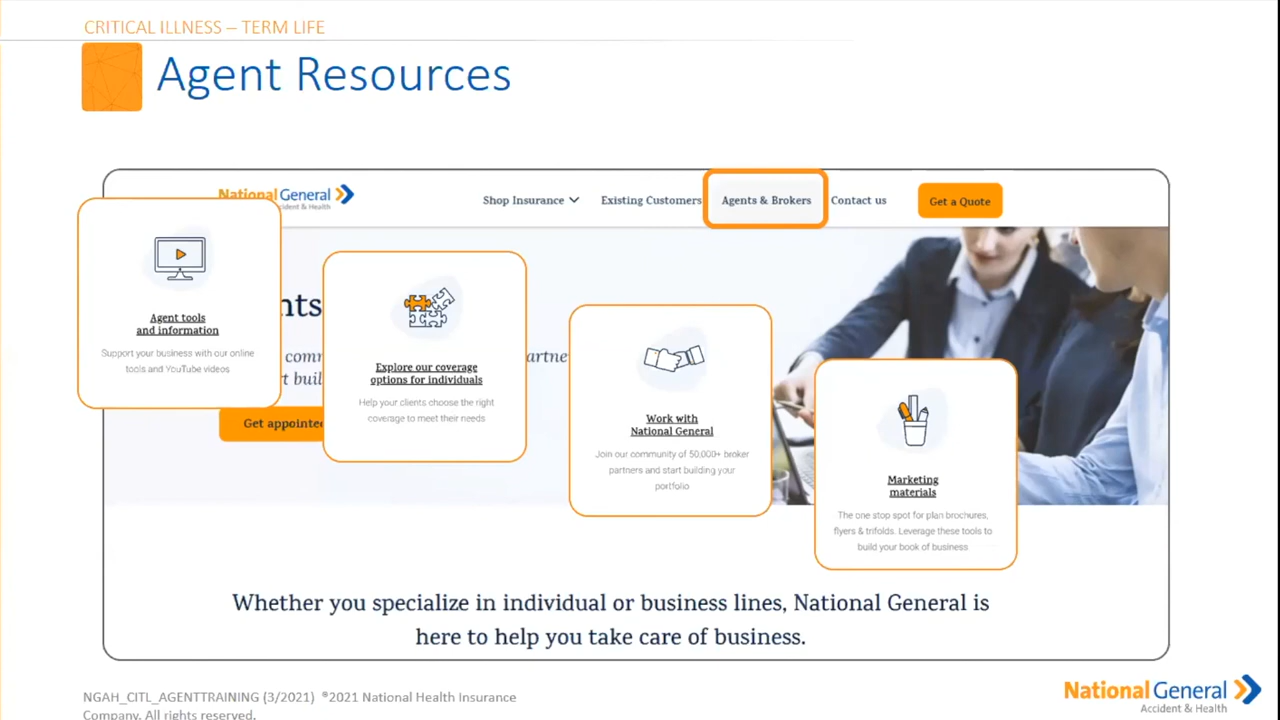 CRITICAL ILLNESS – TERM LIFE
Agent Resources
National General
Accident & Health
Shop Insurance
Existing Customers
Agents & Brokers
Contact us
Get a Quote
Agent tools
and information
Support your business with our online
tools and YouTube videos
Get appointed
Explore our coverage
options for individuals
Help your clients choose the right
coverage to meet their needs
Work with
National General
Join our community of 50,000+ broker
partners and start building your
portfolio
Marketing
materials
The one stop spot for plan brochures,
flyers & trifolds. Leverage these tools to
build your book of business
Whether you specialize in individual or business lines, National General is
here to help you take care of business.
NGAH_CITL_AGENTTRAINING (3/2021) ®2021 National Health Insurance
Company. All rights reserved.
National General
Accident & Health